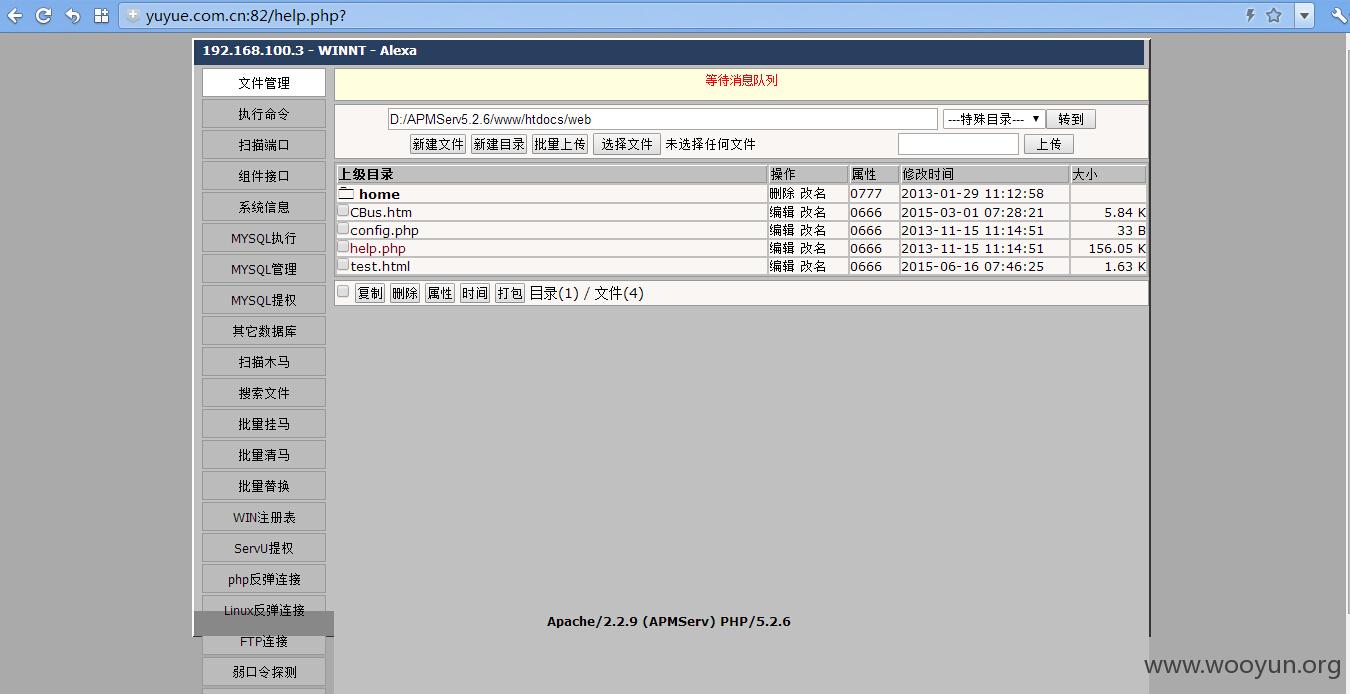 yuyue.com.cn:82/help.php?
192.168.100.3 - WINNT - Alexa
文件管理
执行命令
扫描端口
组件接口
系统信息
MYSQL执行
MYSQL管理
MYSQL提权
其它数据库
扫描木马
搜索文件
批量挂马
批量清马
批量替换
WIN注册表
ServU提权
php反弹连接
Linux反弹连接
FTP连接
弱口令探测
等待消息队列
D:/APMServ5.2.6/www/htdocs/web ---特殊目录--- 转到
新建文件 新建目录 批量上传 选择文件 未选择任何文件 上传
上级目录 操作 属性 修改时间 大小
home 删除 改名 0777 2013-01-29 11:12:58
CBus.htm 编辑 改名 0666 2015-03-01 07:28:21 5.84 K
config.php 编辑 改名 0666 2013-11-15 11:14:51 33 B
help.php 编辑 改名 0666 2013-11-15 11:14:51 156.05 K
test.html 编辑 改名 0666 2015-06-16 07:46:25 1.63 K
复制 删除 属性 时间 打包 目录(1) / 文件(4)
Apache/2.2.9 (APMServ) PHP/5.2.6
www.wooyun.org